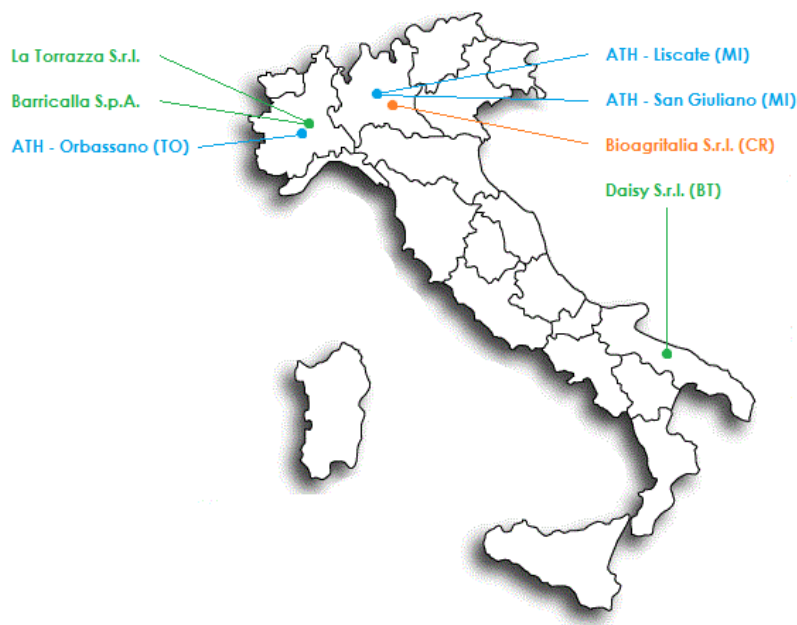 La Torrazza S.r.l.
Barricalla S.p.A.
ATH - Orbassano (TO)
ATH - Liscate (MI)
ATH - San Giuliano (MI)
Bioagritalia S.r.l. (CR)
Daisy S.r.l. (BT)